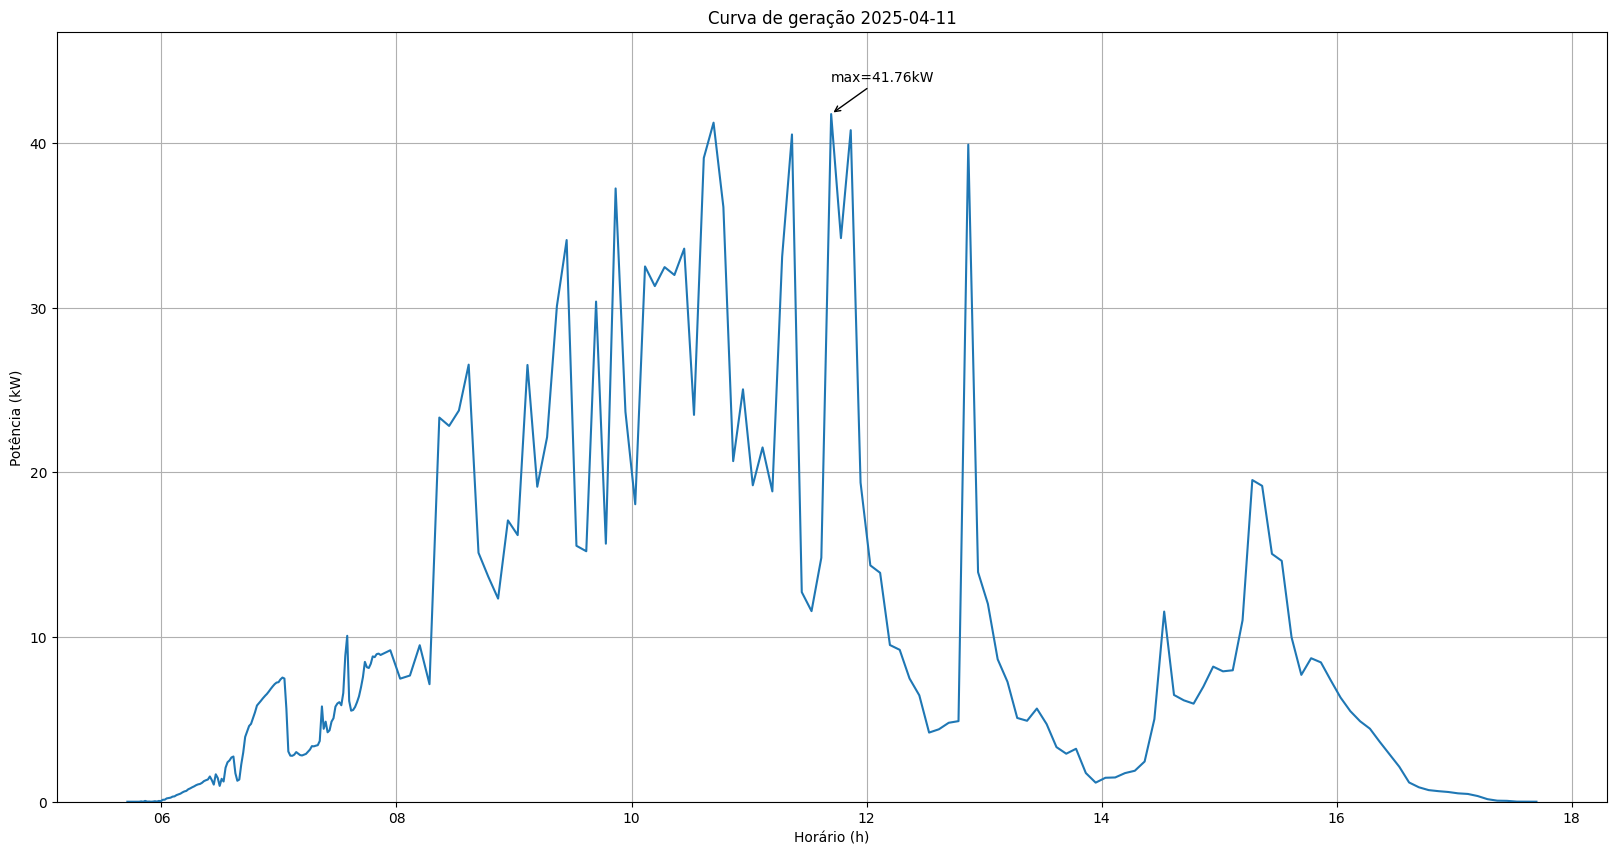 Curva de geração 2025-04-11
max=41.76kW
Potência (kW)
40
30
20
10
0
06 08 10 12 14 16 18
Horário (h)